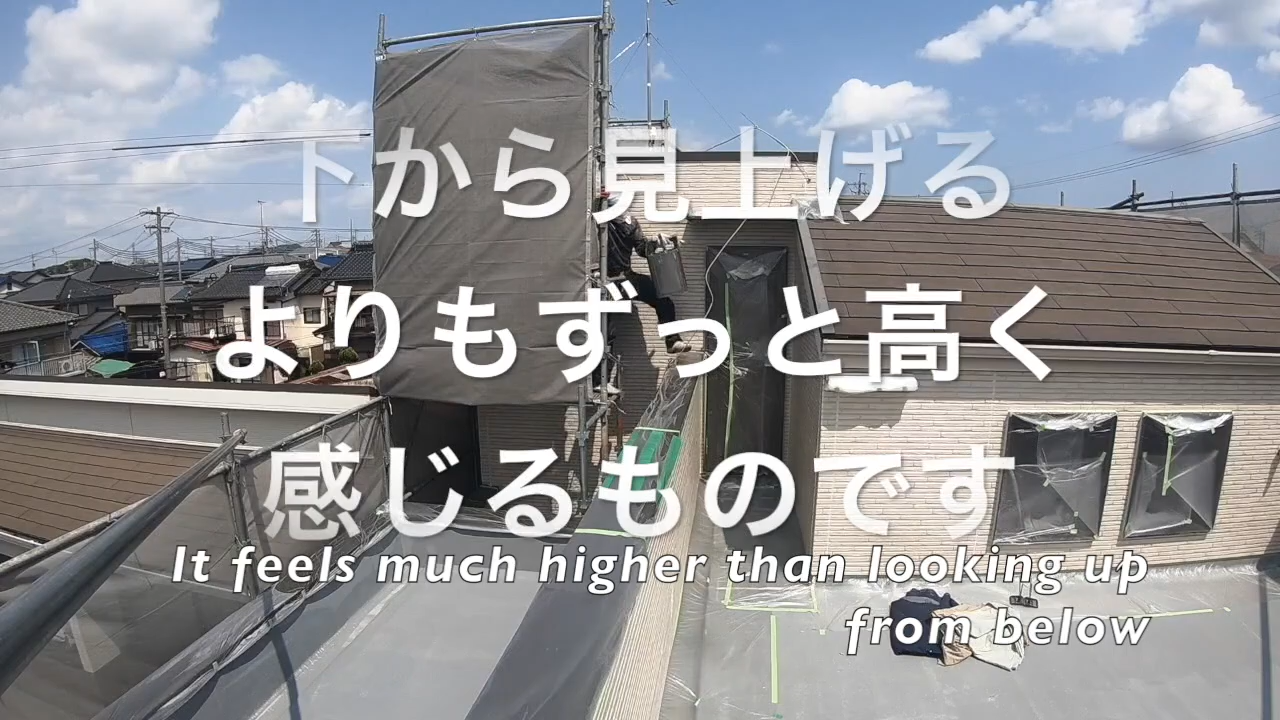 下から見上げる
よりもずっと高く
感じるものです
It feels much higher than looking up
from below